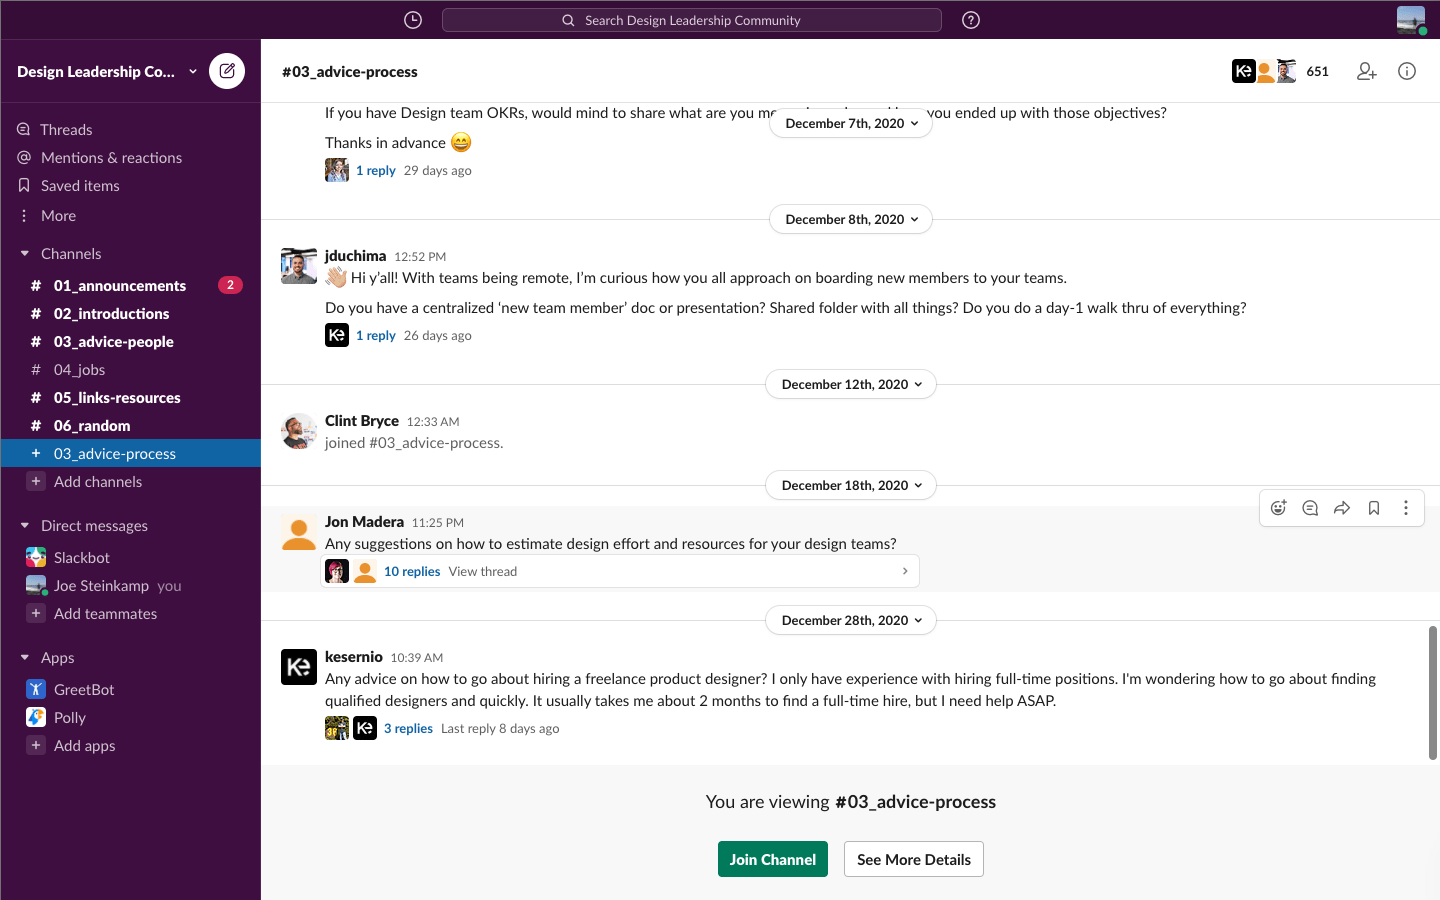 Search Design Leadership Community
Design Leadership Co...
Threads
Mentions & reactions
Saved items
More
Channels
# 01_announcements 2
# 02_introductions
# 03_advice-people
# 04_jobs
# 05_links-resources
# 06_random
+ 03_advice-process
+ Add channels
Direct messages
Slackbot
Joe Steinkamp you
+ Add teammates
Apps
GreetBot
Polly
+ Add apps
#03_advice-process
Ke 651
If you have Design team OKRs, would mind to share what are you me you ended up with those objectives?
December 7th, 2020
Thanks in advance 😄
1 reply 29 days ago
December 8th, 2020
jduchima 12:52 PM
👋🏼 Hi y’all! With teams being remote, I’m curious how you all approach on boarding new members to your teams.
Do you have a centralized ‘new team member’ doc or presentation? Shared folder with all things? Do you do a day-1 walk thru of everything?
Ke 1 reply 26 days ago
December 12th, 2020
Clint Bryce 12:33 AM
joined #03_advice-process.
December 18th, 2020
Jon Madera 11:25 PM
Any suggestions on how to estimate design effort and resources for your design teams?
10 replies View thread
December 28th, 2020
Ke kesernio 10:39 AM
Any advice on how to go about hiring a freelance product designer? I only have experience with hiring full-time positions. I'm wondering how to go about finding
qualified designers and quickly. It usually takes me about 2 months to find a full-time hire, but I need help ASAP.
Ke 3 replies Last reply 8 days ago
You are viewing #03_advice-process
Join Channel
See More Details